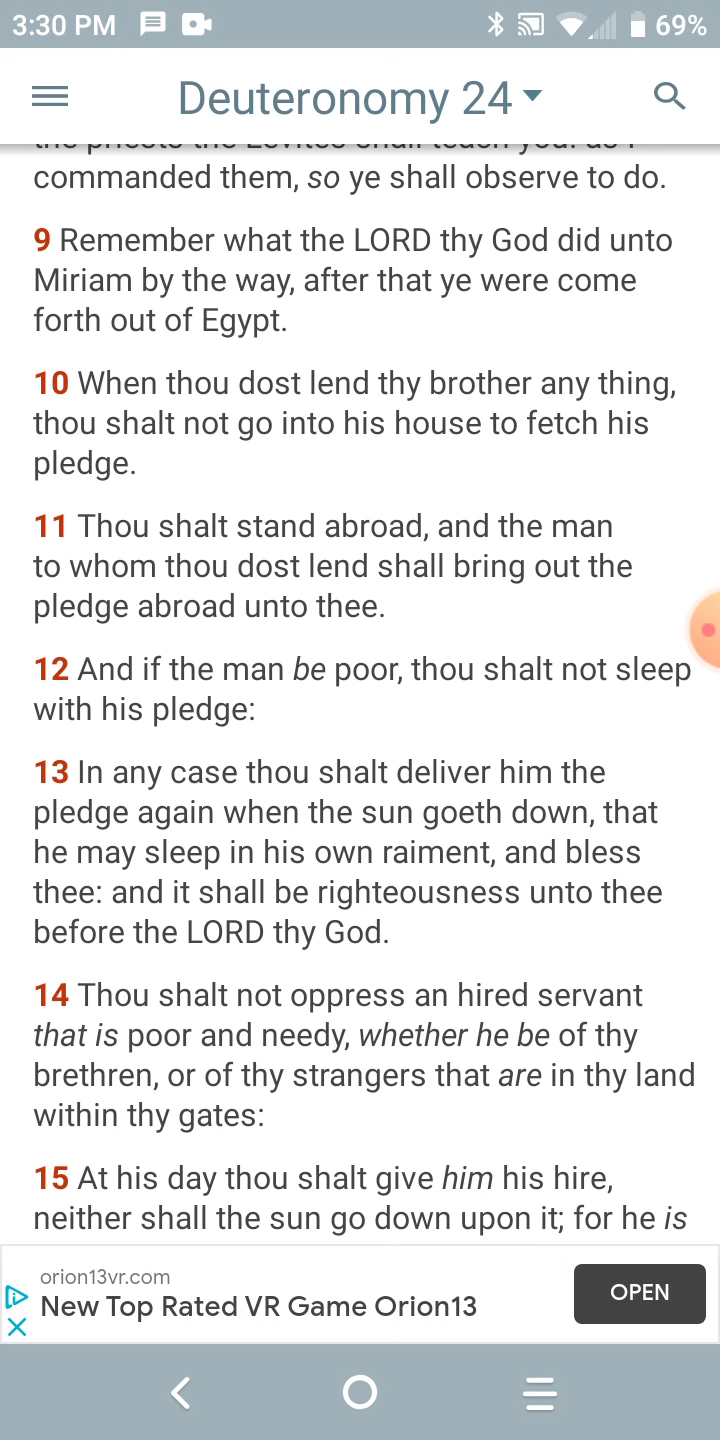 3:30 PM
69%
Deuteronomy 24
commanded them, so ye shall observe to do.
9 Remember what the LORD thy God did unto
Miriam by the way, after that ye were come
forth out of Egypt.
10 When thou dost lend thy brother any thing,
thou shalt not go into his house to fetch his
pledge.
11 Thou shalt stand abroad, and the man
to whom thou dost lend shall bring out the
pledge abroad unto thee.
12 And if the man be poor, thou shalt not sleep
with his pledge:
13 In any case thou shalt deliver him the
pledge again when the sun goeth down, that
he may sleep in his own raiment, and bless
thee: and it shall be righteousness unto thee
before the LORD thy God.
14 Thou shalt not oppress an hired servant
that is poor and needy, whether he be of thy
brethren, or of thy strangers that are in thy land
within thy gates:
15 At his day thou shalt give him his hire,
neither shall the sun go down upon it; for he is
orion13vr.com
New Top Rated VR Game Orion13
OPEN